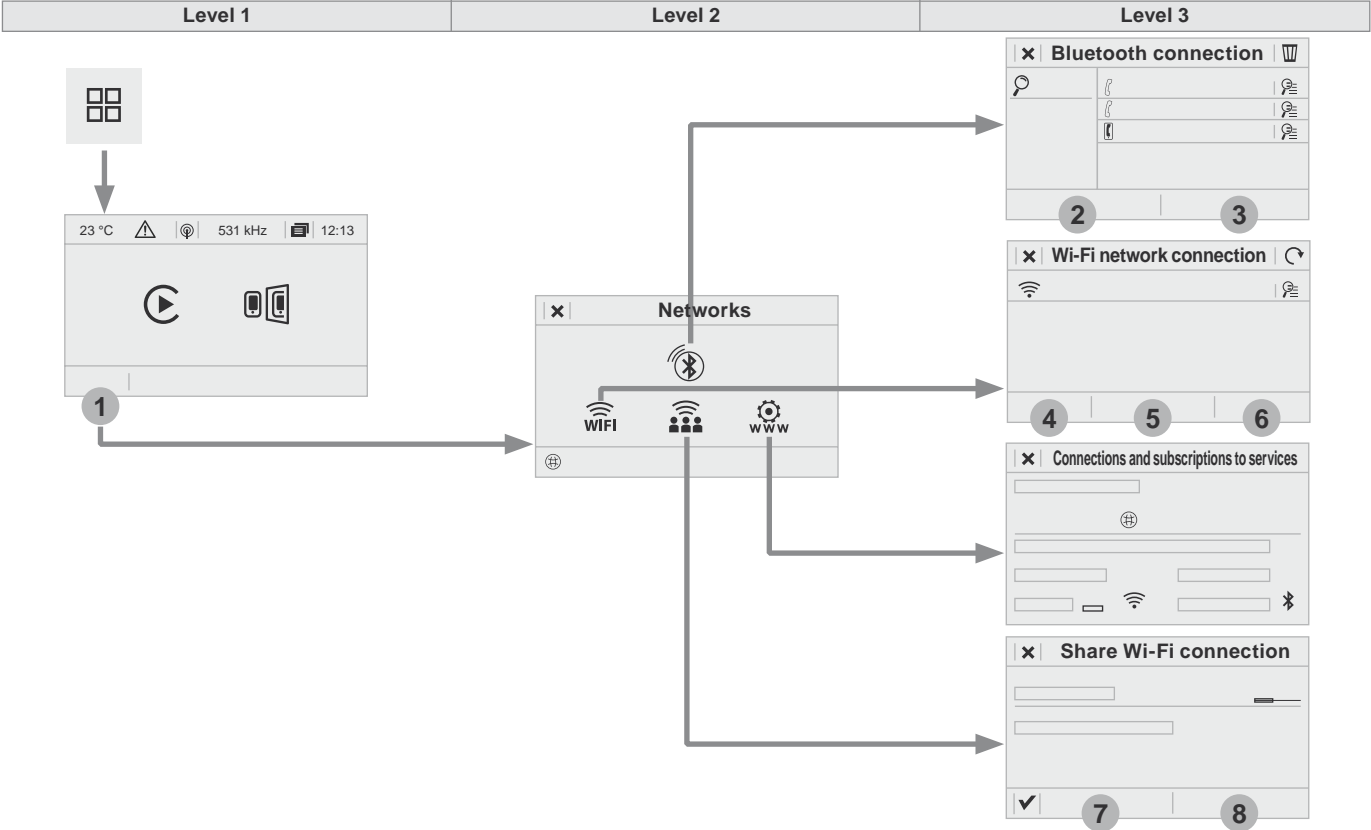 Level 1 Level 2 Level 3
23 °C 531 kHz 12:13
1
Networks
WIFI
www
Bluetooth connection
2 3
Wi-Fi network connection
4 5 6
Connections and subscriptions to services
Share Wi-Fi connection
7 8